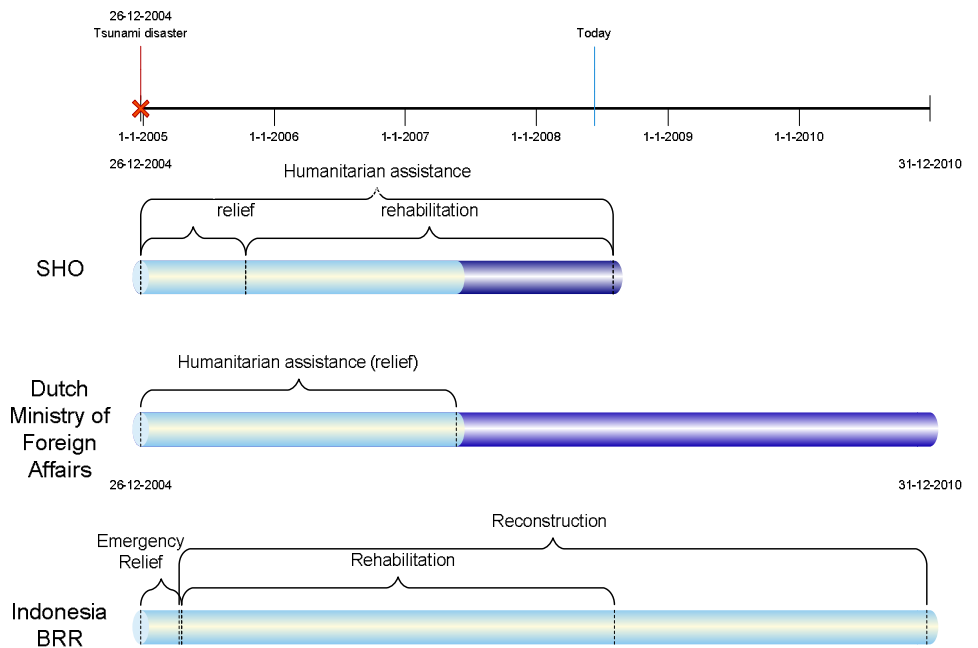 26-12-2004
Tsunami disaster
Today
1-1-2005
1-1-2006
1-1-2007
1-1-2008
1-1-2009
1-1-2010
26-12-2004
31-12-2010
Humanitarian assistance
relief
rehabilitation
SHO
Humanitarian assistance (relief)
Dutch
Ministry of
Foreign
Affairs
26-12-2004
31-12-2010
Reconstruction
Emergency
Relief
Rehabilitation
Indonesia
BRR